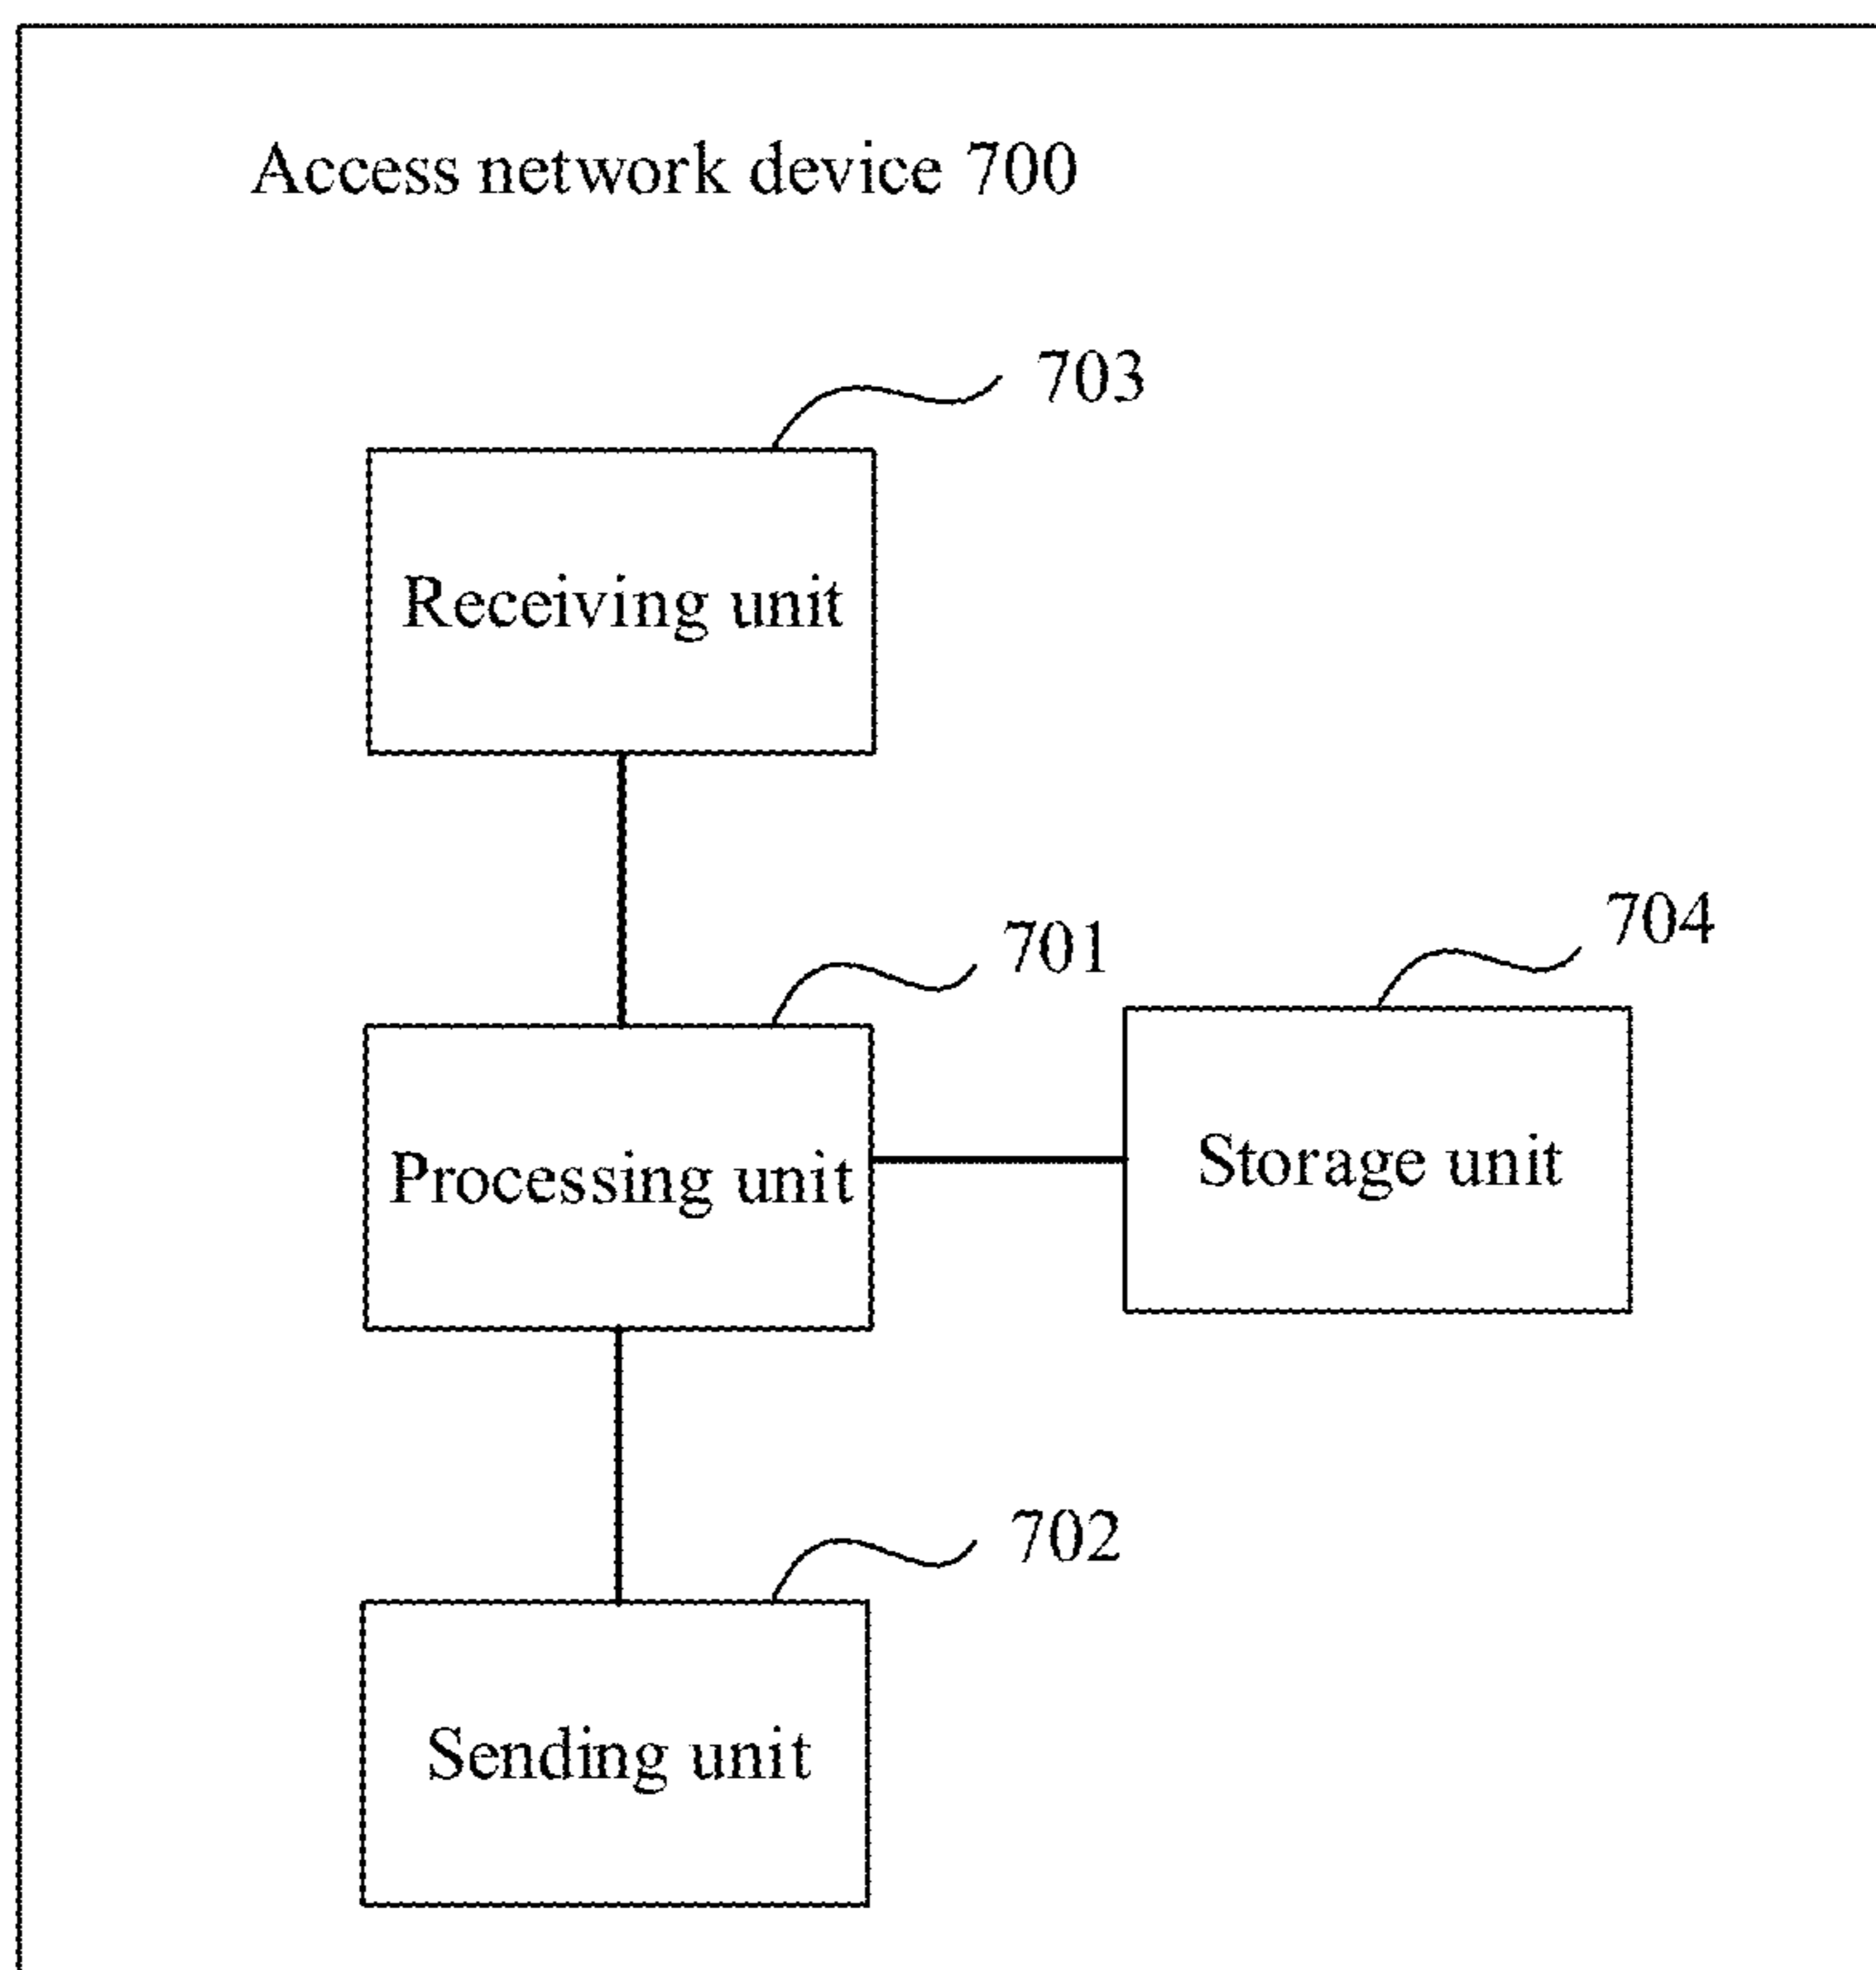 Access network device 700
703
Receiving unit
701
704
Processing unit
Storage unit
702
Sending unit